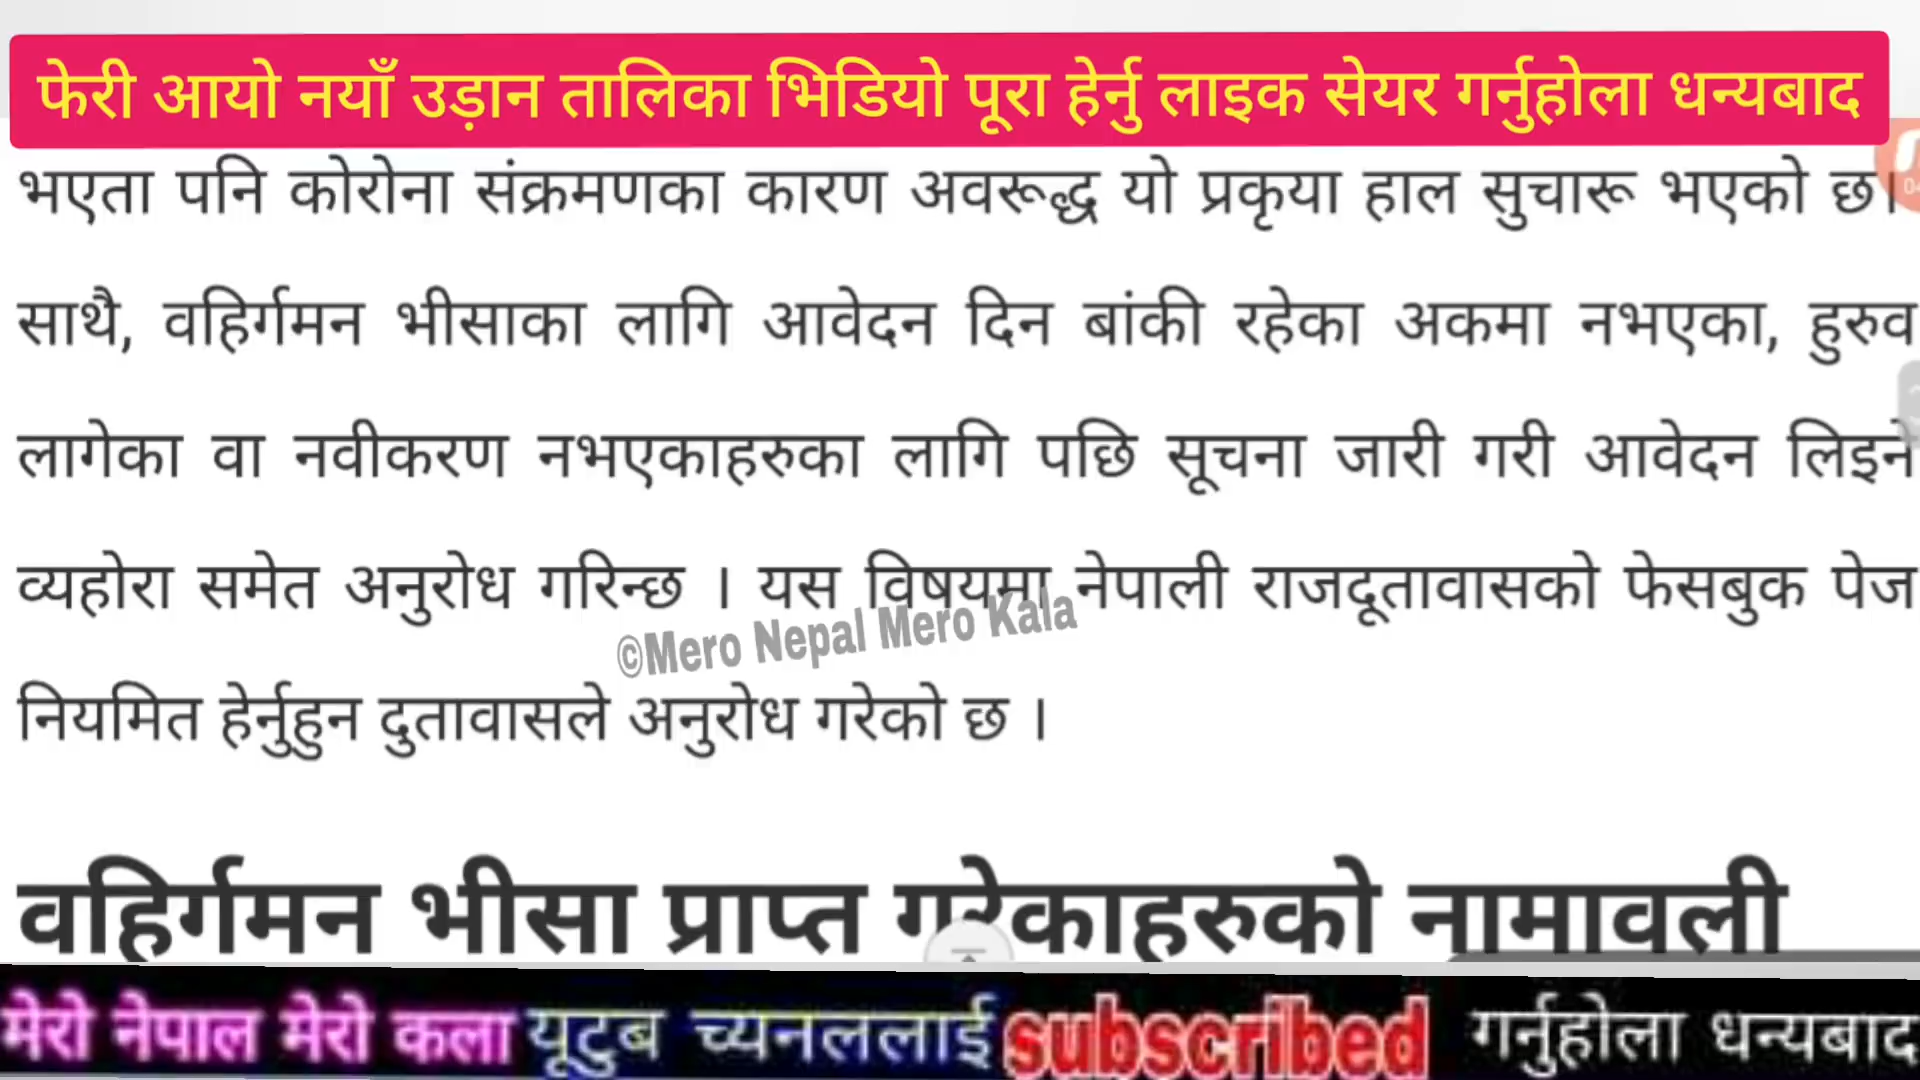 फेरी आयो नयाँ उड़ान तालिका भिडियो पूरा हेर्नु लाइक सेयर गर्नुहोला धन्यबाद
भएता पनि कोरोना संक्रमणका कारण अवरूद्ध यो प्रकृया हाल सुचारू भएको छ।
साथै, वहिर्गमन भीसाका लागि आवेदन दिन बांकी रहेका अकमा नभएका, हुरुव
लागेका वा नवीकरण नभएकाहरुका लागि पछि सूचना जारी गरी आवेदन लिइने
व्यहोरा समेत अनुरोध गरिन्छ । यस विषयमा नेपाली राजदूतावासको फेसबुक पेज
©Mero Nepal Mero Kala
नियमित हेर्नुहुन दुतावासले अनुरोध गरेको छ ।
वहिर्गमन भीसा प्राप्त गरेकाहरुको नामावली
मेरो नेपाल मेरो कला यूटुब च्यनललाई subscribed गर्नुहोला धन्यबाद